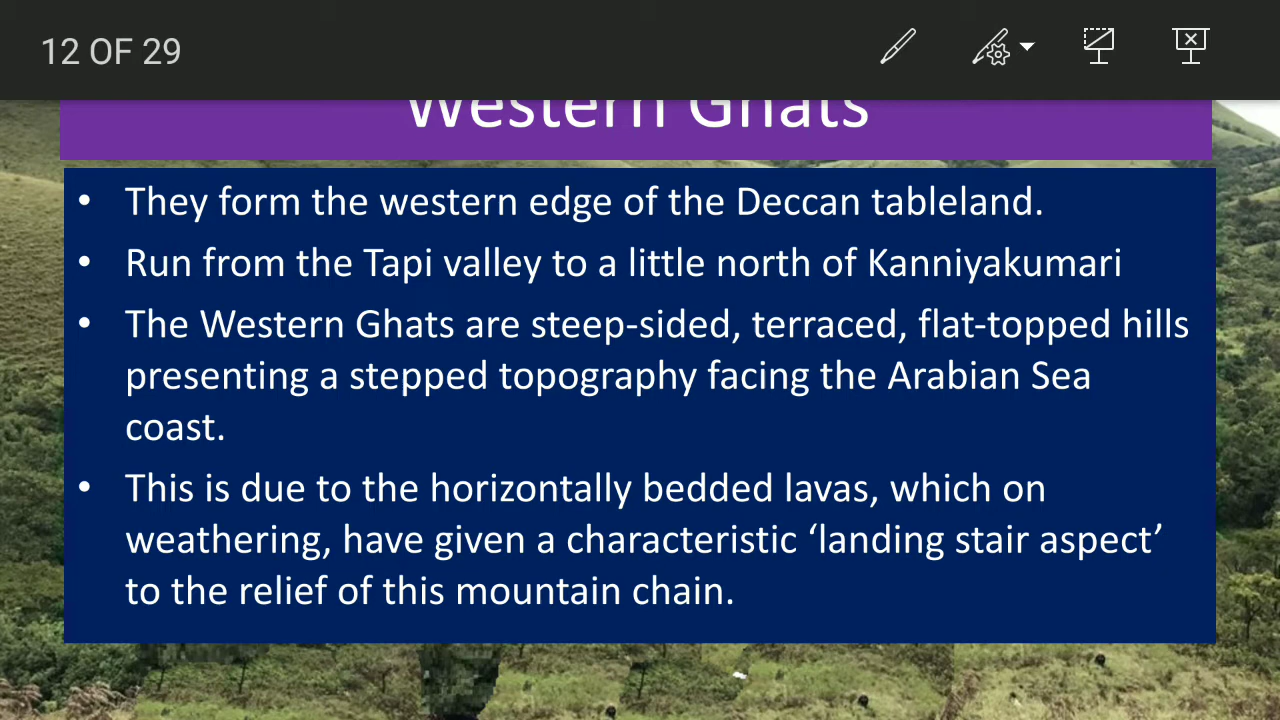 12 OF 29
Western Ghats
• They form the western edge of the Deccan tableland.
• Run from the Tapi valley to a little north of Kanniyakumari
• The Western Ghats are steep-sided, terraced, flat-topped hills
presenting a stepped topography facing the Arabian Sea
coast.
• This is due to the horizontally bedded lavas, which on
weathering, have given a characteristic ‘landing stair aspect’
to the relief of this mountain chain.